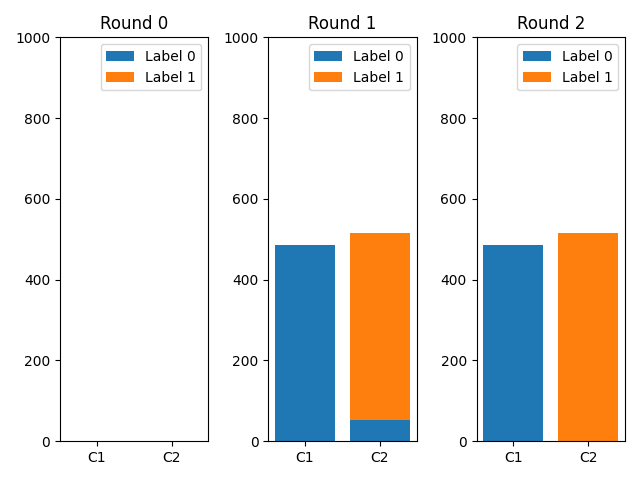 Round 0
Round 1
Round 2
1000
800
600
400
200
0
Label 0
Label 1
C1
C2
1000
800
600
400
200
0
Label 0
Label 1
C1
C2
1000
800
600
400
200
0
Label 0
Label 1
C1
C2